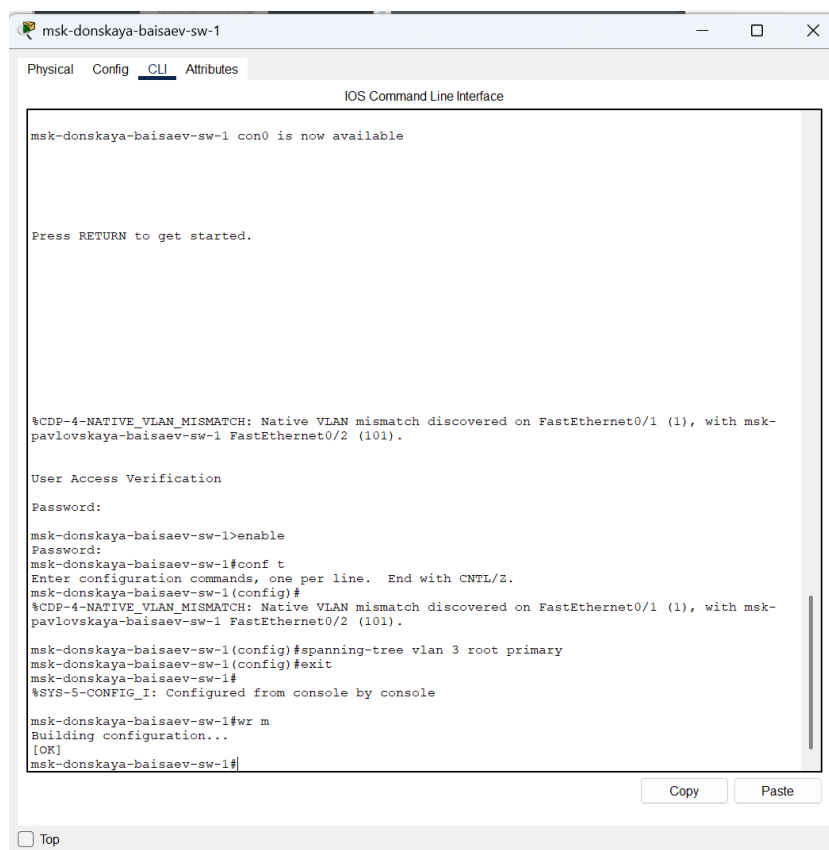 msk-donskaya-baisaev-sw-1
Physical Config CLI Attributes
IOS Command Line Interface
msk-donskaya-baisaev-sw-1 con0 is now available
Press RETURN to get started.
%CDP-4-NATIVE_VLAN_MISMATCH: Native VLAN mismatch discovered on FastEthernet0/1 (1), with msk-
pavlovskaya-baisaev-sw-1 FastEthernet0/2 (101).
User Access Verification
Password:
msk-donskaya-baisaev-sw-1>enable
Password:
msk-donskaya-baisaev-sw-1#conf t
Enter configuration commands, one per line.  End with CNTL/Z.
msk-donskaya-baisaev-sw-1(config)#
%CDP-4-NATIVE_VLAN_MISMATCH: Native VLAN mismatch discovered on FastEthernet0/1 (1), with msk-
pavlovskaya-baisaev-sw-1 FastEthernet0/2 (101).
msk-donskaya-baisaev-sw-1(config)#spanning-tree vlan 3 root primary
msk-donskaya-baisaev-sw-1(config)#exit
msk-donskaya-baisaev-sw-1#
%SYS-5-CONFIG_I: Configured from console by console
msk-donskaya-baisaev-sw-1#wr m
Building configuration...
[OK]
msk-donskaya-baisaev-sw-1#
Copy Paste
Top